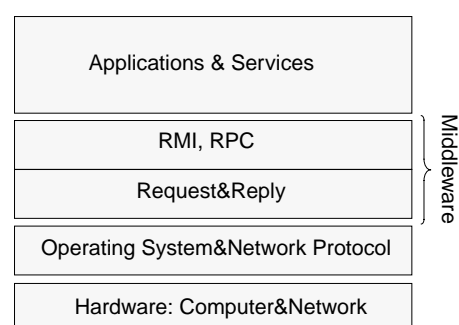 Applications & Services
RMI, RPC
Request&Reply
Middleware
Operating System&Network Protocol
Hardware: Computer&Network